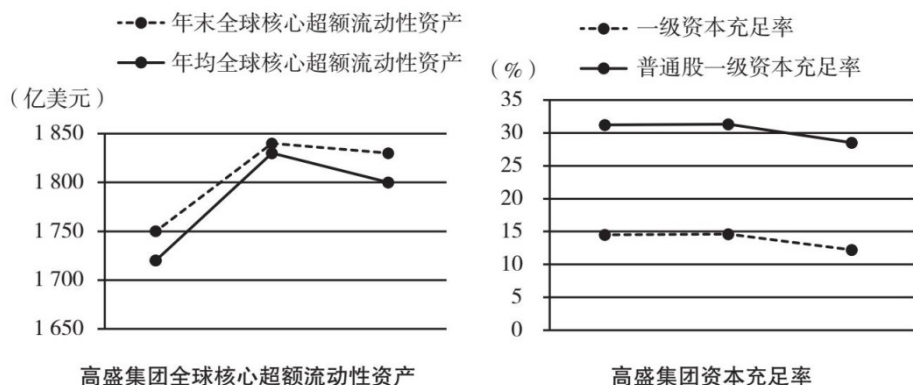 年末全球核心超额流动性资产
年均全球核心超额流动性资产
（亿美元）
1 850
1 800
1 750
1 700
1 650
高盛集团全球核心超额流动性资产
一级资本充足率
普通股一级资本充足率
（%）
35
30
25
20
15
10
5
0
高盛集团资本充足率